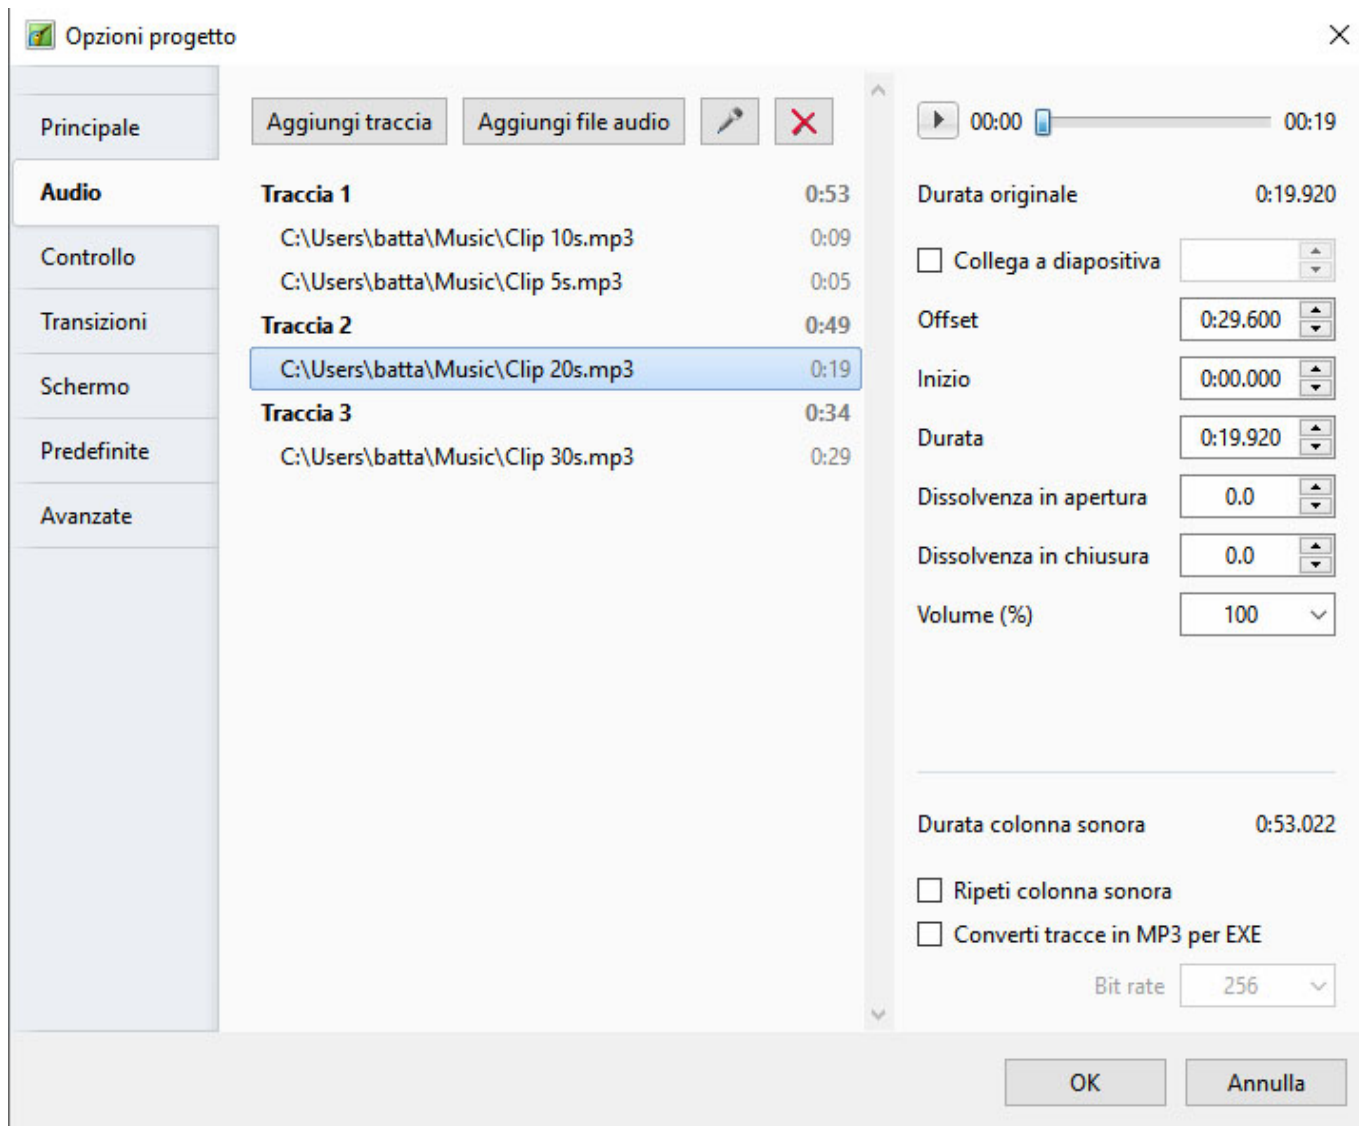 Opzioni progetto
Principale
Audio
Controllo
Transizioni
Schermo
Predefinite
Avanzate
Aggiungi traccia Aggiungi file audio
Traccia 1 0:53
C:\Users\batta\Music\Clip 10s.mp3 0:09
C:\Users\batta\Music\Clip 5s.mp3 0:05
Traccia 2 0:49
C:\Users\batta\Music\Clip 20s.mp3 0:19
Traccia 3 0:34
C:\Users\batta\Music\Clip 30s.mp3 0:29
00:00 00:19
Durata originale 0:19.920
Collega a diapositiva
Offset 0:29.600
Inizio 0:00.000
Durata 0:19.920
Dissolvenza in apertura 0.0
Dissolvenza in chiusura 0.0
Volume (%) 100
Durata colonna sonora 0:53.022
Ripeti colonna sonora
Converti tracce in MP3 per EXE
Bit rate 256
OK Annulla